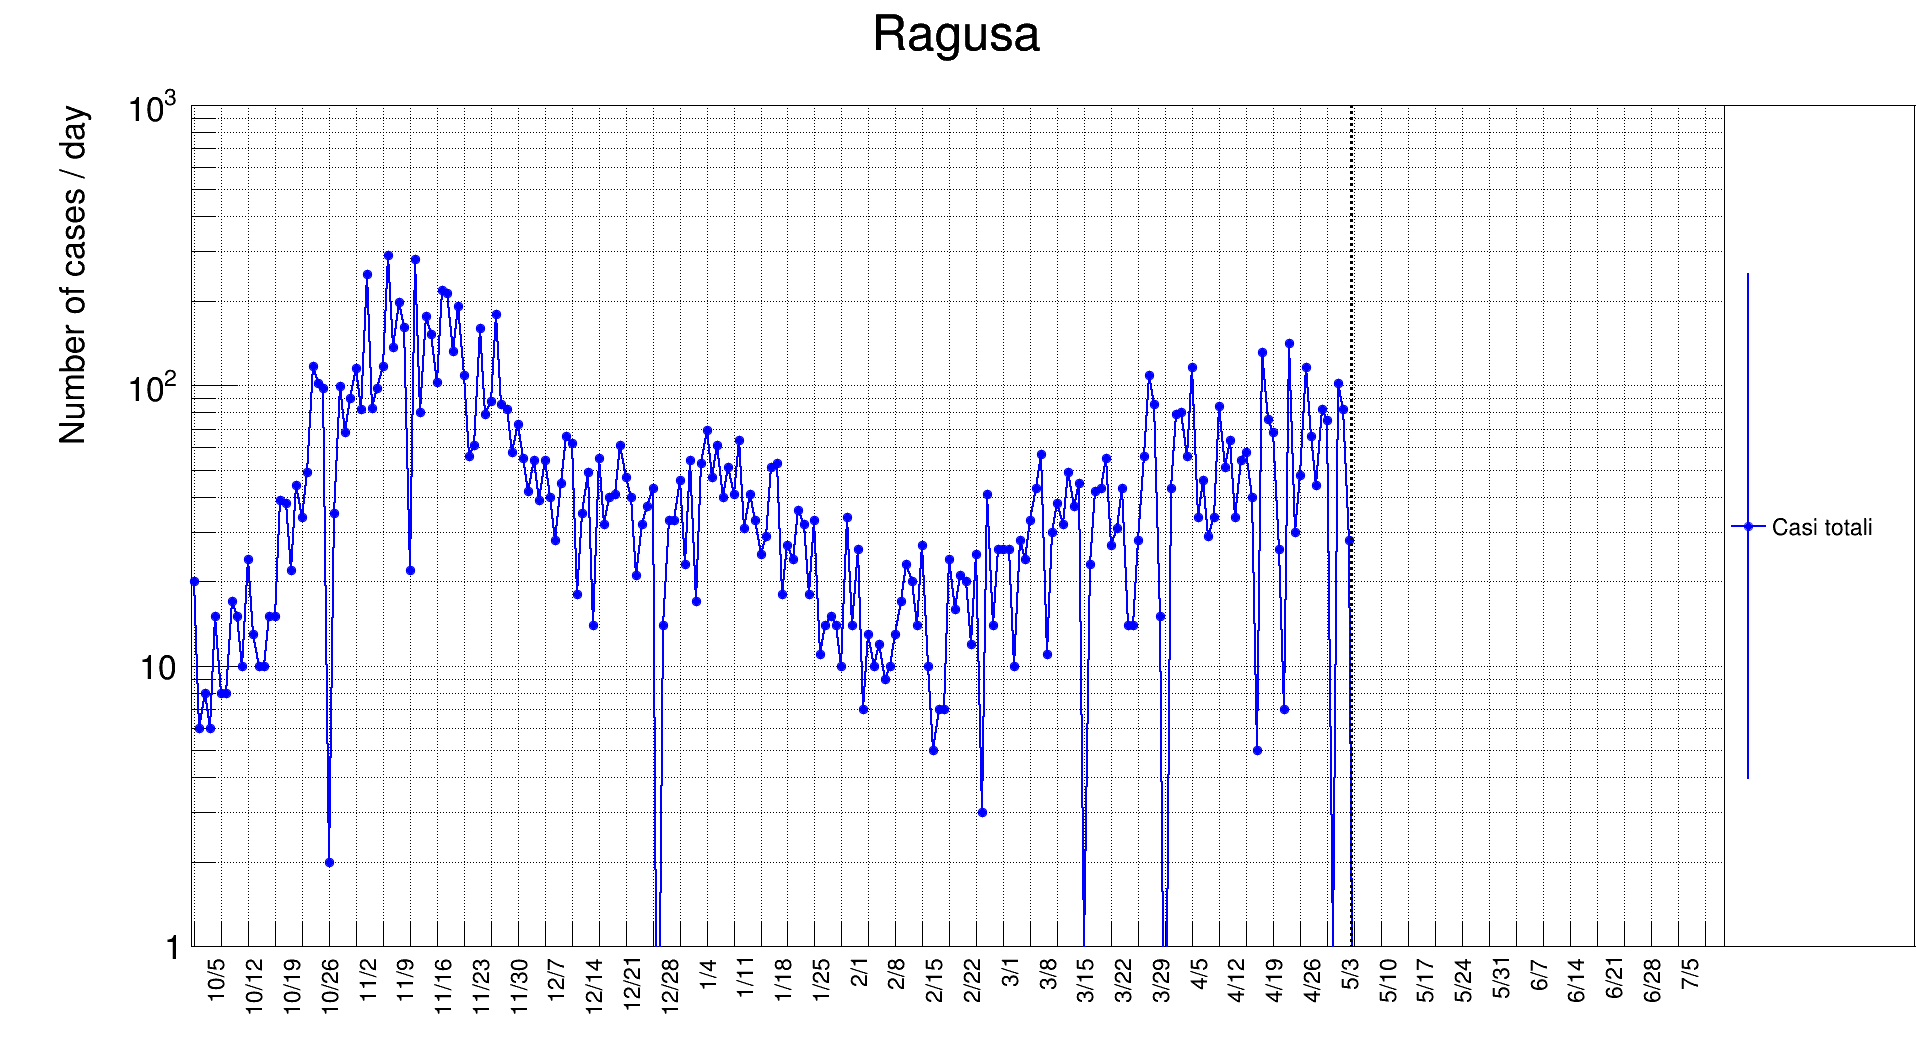 Ragusa
Number of cases / day
10³
10²
10
1
10/5 10/12 10/19 10/26 11/2 11/9 11/16 11/23 11/30 12/7 12/14 12/21 12/28 1/4 1/11 1/18 1/25 2/1 2/8 2/15 2/22 3/1 3/8 3/15 3/22 3/29 4/5 4/12 4/19 4/26 5/3 5/10 5/17 5/24 5/31 6/7 6/14 6/21 6/28 7/5
Casi totali